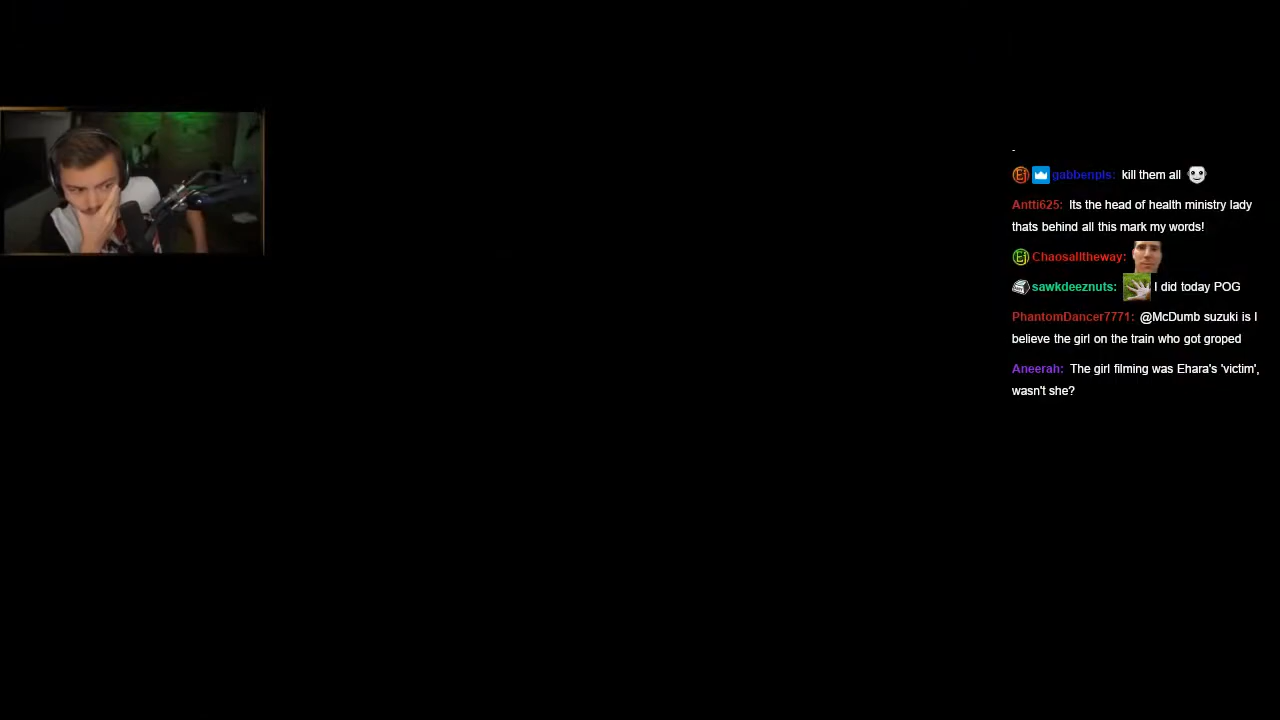 gabbenpls: kill them all
Antti625: Its the head of health ministry lady
thats behind all this mark my words!
Chaosalltheway:
sawkdeeznuts: I did today POG
PhantomDancer7771: @McDumb suzuki is I
believe the girl on the train who got groped
Aneerah: The girl filming was Ehara's 'victim',
wasn't she?